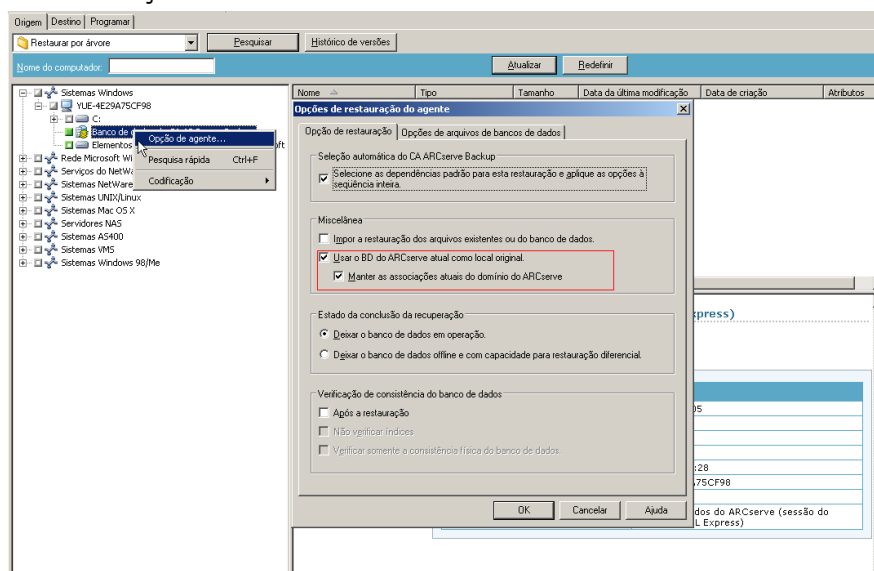 Origem Destino Programar
Restaurar por árvore Pesquisar Histórico de versões
Nome do computador: Atualizar Redefinir
Sistemas Windows
YUE-4E29A75CF98
C:
Banco de
Elementos
Rede Microsoft Wi
Serviços do NetWa
Sistemas NetWare
Sistemas UNIX/Linux
Sistemas Mac OS X
Servidores NAS
Sistemas AS400
Sistemas VMS
Sistemas Windows 98/Me
Opção de agente...
Pesquisa rápida Ctrl+F
Codificação
Nome Tipo Tamanho Data da última modificação Data de criação Atributos
Opções de restauração do agente
Opção de restauração Opções de arquivos de bancos de dados
Seleção automática do CA ARCserve Backup
Selecione as dependências padrão para esta restauração e aplique as opções à
seqüência inteira.
Miscelânea
Impor a restauração dos arquivos existentes ou do banco de dados.
Usar o BD do ARCserve atual como local original.
Manter as associações atuais do domínio do ARCserve
Estado da conclusão da recuperação
Deixar o banco de dados em operação.
Deixar o banco de dados offline e com capacidade para restauração diferencial.
Verificação de consistência do banco de dados
Após a restauração
Não verificar índices
Verificar somente a consistência física do banco de dados.
OK Cancelar Ajuda
xpress)
05
:28
75CF98
dos do ARCserve (sessão do
L Express)